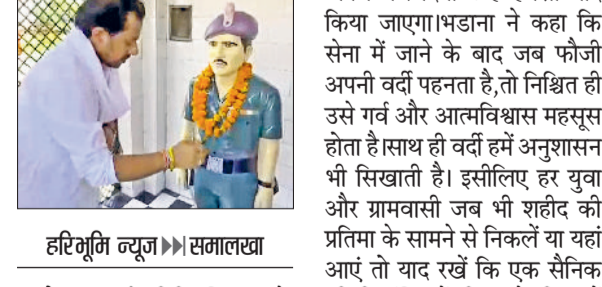 हरिभूमि न्यूज▶▶|समालखा
किया जाएगा।भडाना ने कहा कि
सेना में जाने के बाद जब फौजी
अपनी वर्दी पहनता है,तो निश्चित ही
उसे गर्व और आत्मविश्वास महसूस
होता है।साथ ही वर्दी हमें अनुशासन
भी सिखाती है। इसीलिए हर युवा
और ग्रामवासी जब भी शहीद की
प्रतिमा के सामने से निकलें या यहां
आएं तो याद रखें कि एक सैनिक